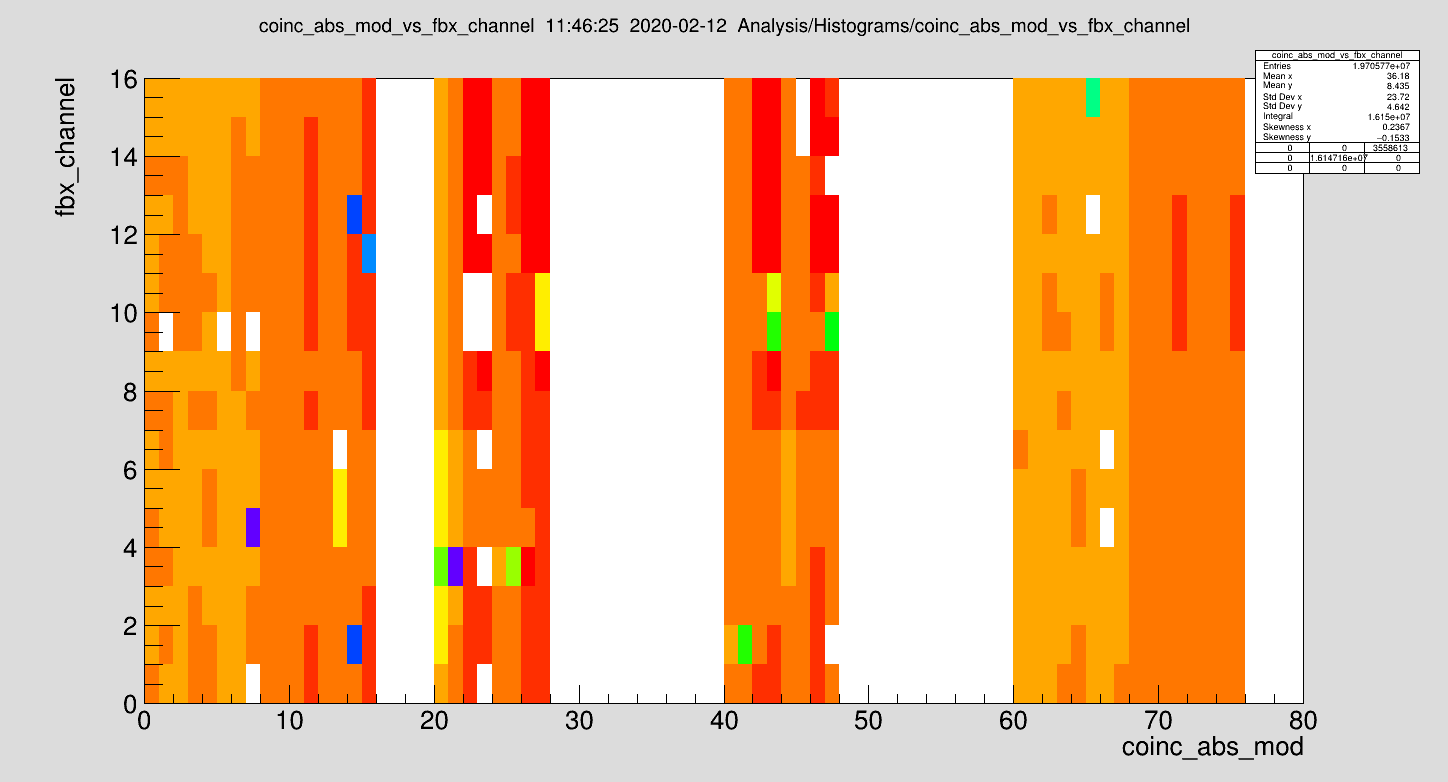 coinc_abs_mod_vs_fbx_channel 11:46:25 2020-02-12 Analysis/Histograms/coinc_abs_mod_vs_fbx_channel
coinc_abs_mod_vs_fbx_channel
Entries 1.970577e+07
Mean x 36.18
Mean y 8.435
Std Dev x 23.72
Std Dev y 4.642
Integral 1.615e+07
Skewness x 0.2367
Skewness y −0.1533
0 0 3558613
0 1.614716e+07 0
0 0 0
fbx_channel
16
14
12
10
8
6
4
2
0
0 10 20 30 40 50 60 70 80
coinc_abs_mod